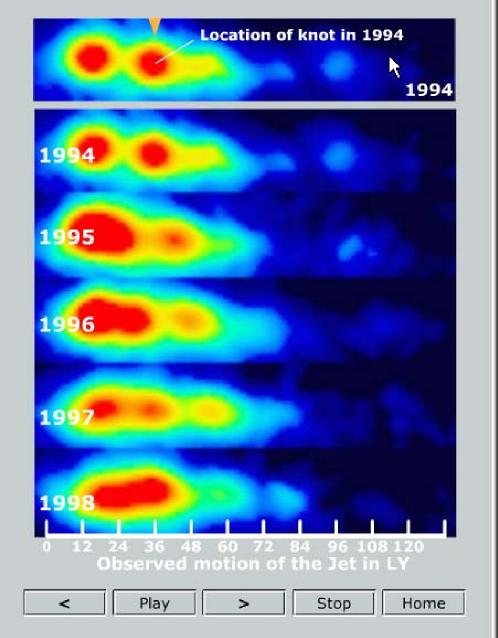 Location of knot in 1994
1994
1994
1995
1996
1997
1998
0 12 24 36 48 60 72 84 96 108 120
Observed motion of the Jet in LY
< Play > Stop Home